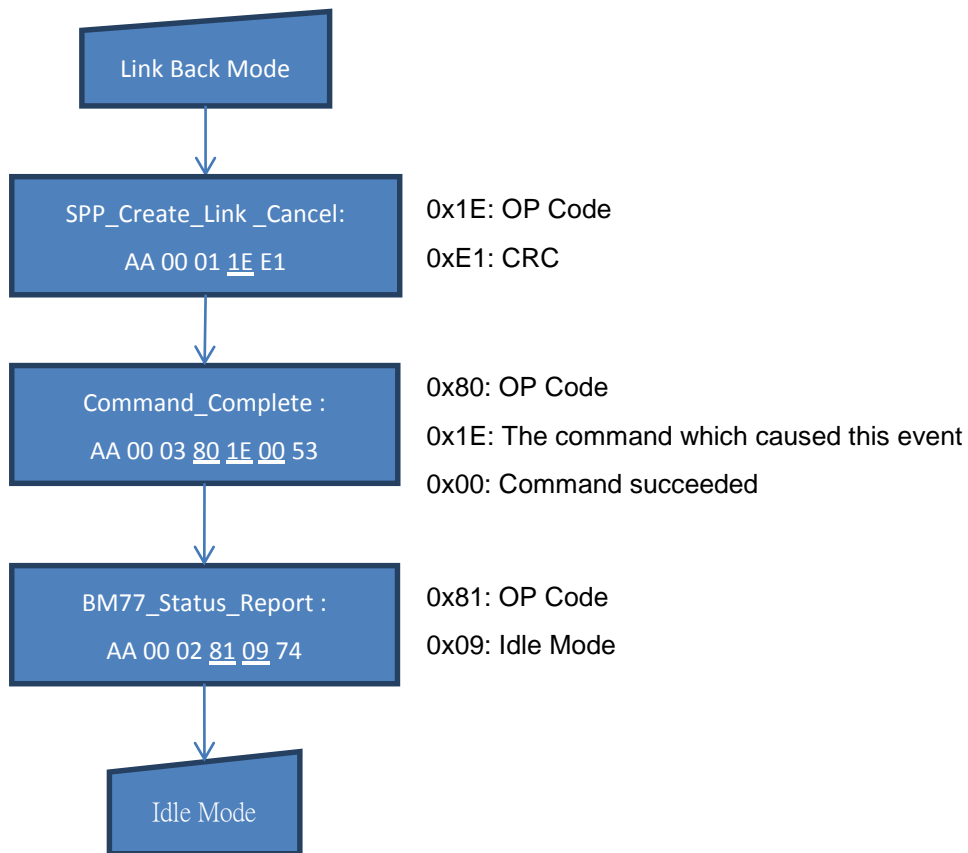 Link Back Mode
SPP_Create_Link _Cancel:
AA 00 01 1E E1
0x1E: OP Code
0xE1: CRC
Command_Complete :
AA 00 03 80 1E 00 53
0x80: OP Code
0x1E: The command which caused this event
0x00: Command succeeded
BM77_Status_Report :
AA 00 02 81 09 74
0x81: OP Code
0x09: Idle Mode
Idle Mode